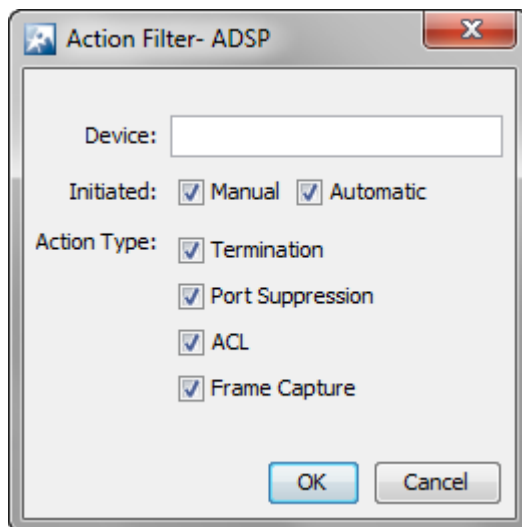 Action Filter- ADSP
Device:
Initiated: Manual Automatic
Action Type: Termination
Port Suppression
ACL
Frame Capture
OK Cancel